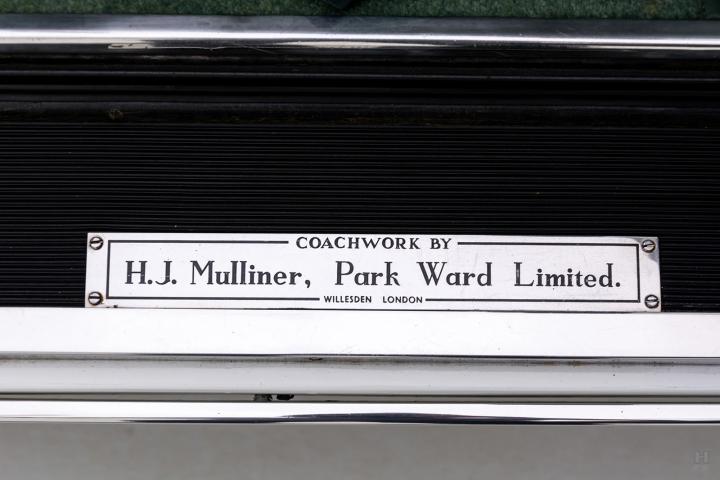 COACHWORK BY
H.J. Mulliner, Park Ward Limited.
WILLESDEN LONDON
H